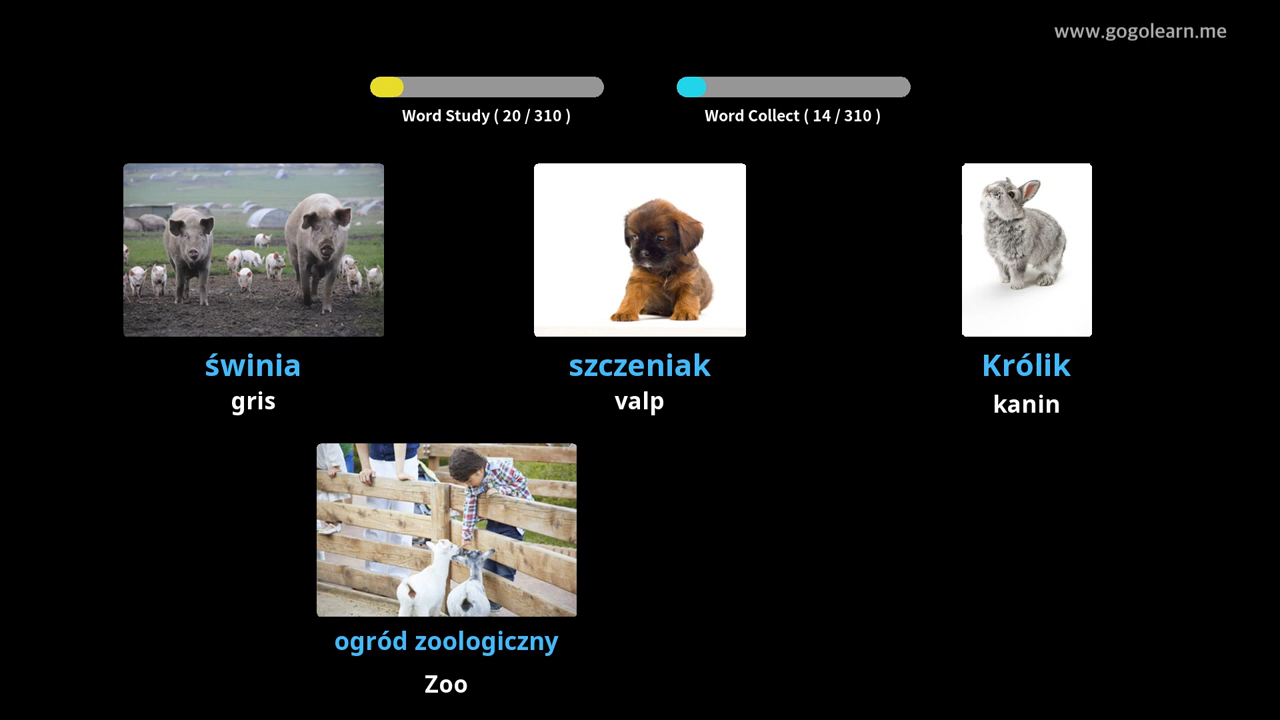 www.gogolearn.me
Word Study ( 20 / 310 )
Word Collect ( 14 / 310 )
świnia
gris
szczeniak
valp
Królik
kanin
ogród zoologiczny
Zoo